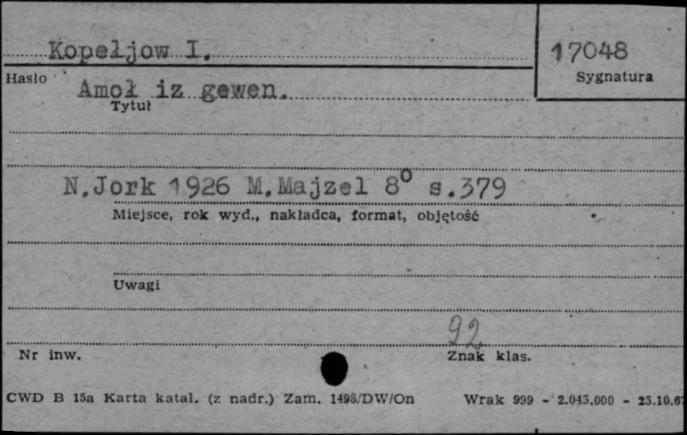 Kopeljow I.
17048
Hasło
Sygnatura
Amoł iz gewen.
Tytuł
N.Jork 1926 M.Majzel 8° s.379
Miejsce, rok wyd., nakładca, format, objętość
Uwagi
92
Nr inw.
Znak klas.
CWD B 15a Karta katal. (z nadr.) Zam. 1498/DW/On
Wrak 999 - 2.045.000 - 25.10.67